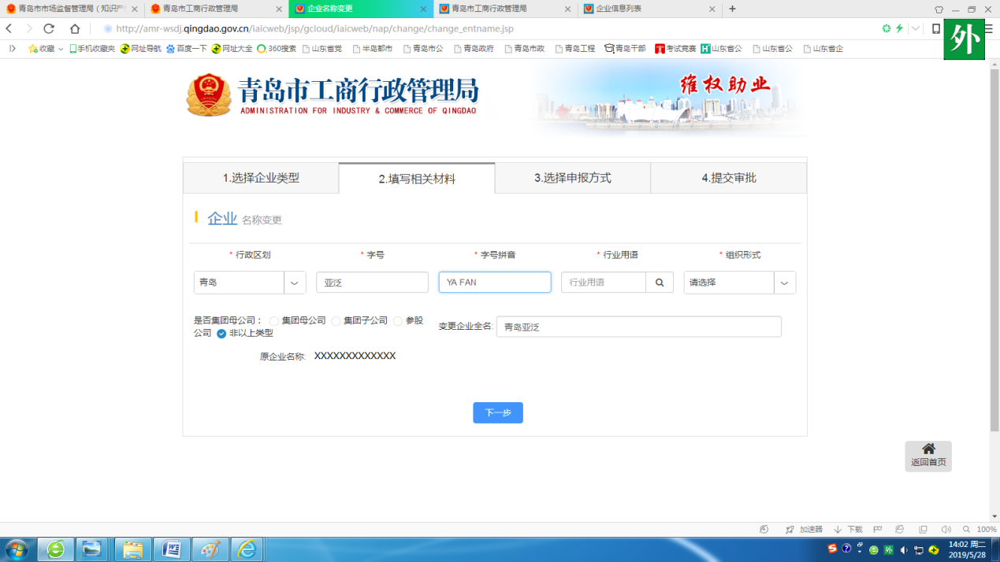 青岛市市场监督管理局（知识产
青岛市工商行政管理局
企业名称变更
青岛市工商行政管理局
企业信息列表
http://amr-wsdj.qingdao.gov.cn/iaicweb/jsp/gcloud/iaicweb/nap/change/change_entname.jsp
外
收藏 手机收藏夹 网址导航 百度一下 网址大全 360搜索 山东省党 半岛都市 青岛市公 青岛政府 青岛市政 青岛工程 青岛干部 考试竞赛 山东省公 山东省公 山东省企
青岛市工商行政管理局
ADMINISTRATION FOR INDUSTRY & COMMERCE OF QINGDAO
维权助业
1.选择企业类型 2.填写相关材料 3.选择申报方式 4.提交审批
企业 名称变更
* 行政区划 * 字号 * 字号拼音 * 行业用语 * 组织形式
青岛 亚泛 YA FAN 行业用语 请选择
是否集团母公司： 集团母公司 集团子公司 参股
公司 非以上类型
变更企业全名: 青岛亚泛
原企业名称: XXXXXXXXXXXXX
下一步
返回首页
加速器 下载 100%
14:02 周二
2019/5/28